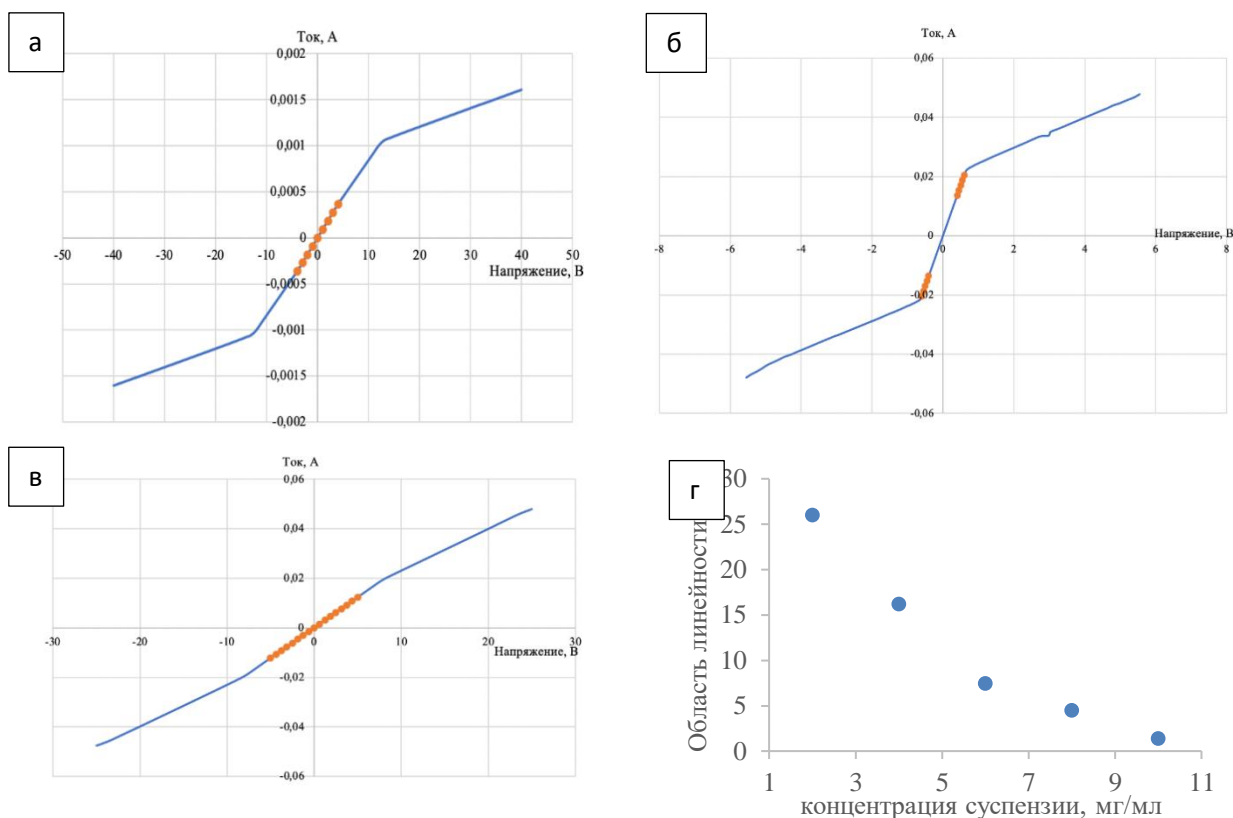 а
Ток, А
0,002
0,0015
0,001
0,0005
0
-50 -40 -30 -20 -10 0 10 20 30 40 50
Напряжение, В
-0,0005
-0,001
-0,0015
-0,002
б
Ток, А
0,06
0,04
0,02
0
Напряжение, В
-8 -6 -4 -2 0 2 4 6 8
-0,02
-0,04
-0,06
в
Ток, А
0,06
0,04
0,02
0
-30 -20 -10 0 10 20 30
Напряжение, В
-0,02
-0,04
-0,06
г
Область линейности
30
25
20
15
10
5
0
1 3 5 7 9 11
концентрация суспензии, мг/мл